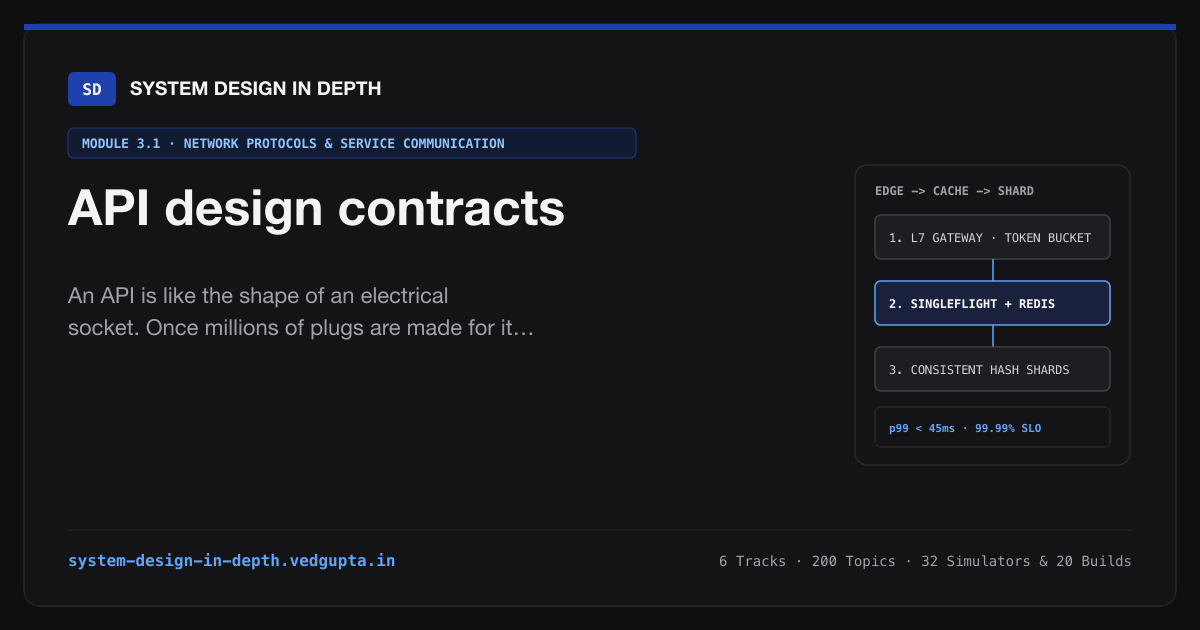 SD
SYSTEM DESIGN IN DEPTH
MODULE 3.1 · NETWORK PROTOCOLS & SERVICE COMMUNICATION
API design contracts
An API is like the shape of an electrical
socket. Once millions of plugs are made for it…
EDGE —> CACHE —> SHARD
1. L7 GATEWAY · TOKEN BUCKET
2. SINGLEFLIGHT + REDIS
3. CONSISTENT HASH SHARDS
p99 < 45ms · 99.99% SLO
system-design-in-depth.vedgupta.in
6 Tracks · 200 Topics · 32 Simulators & 20 Builds